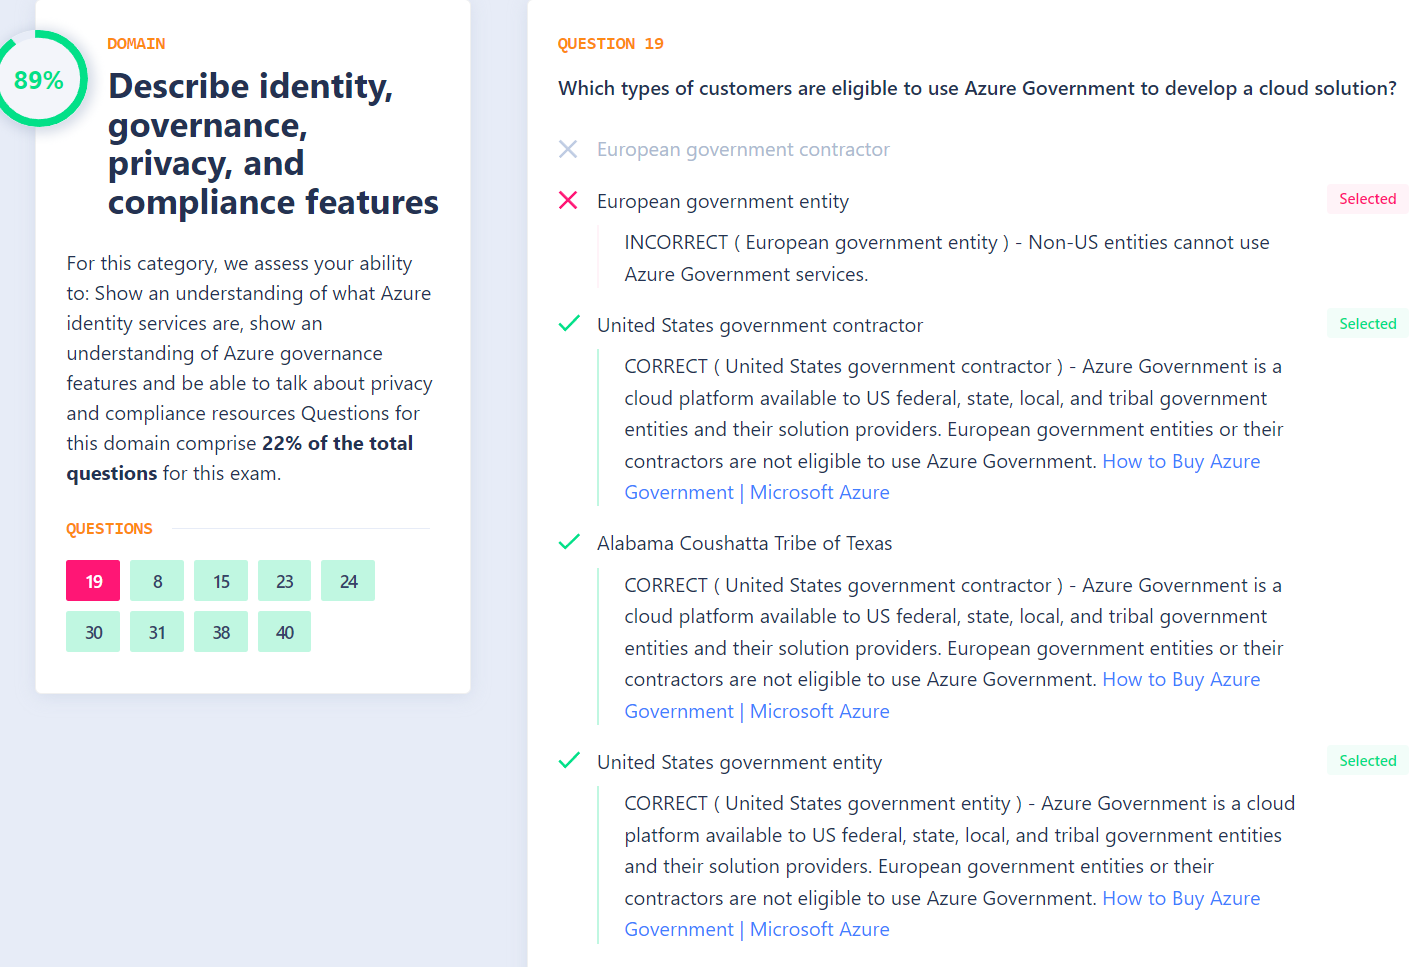 89%
DOMAIN
Describe identity,
governance,
privacy, and
compliance features
For this category, we assess your ability
to: Show an understanding of what Azure
identity services are, show an
understanding of Azure governance
features and be able to talk about privacy
and compliance resources Questions for
this domain comprise 22% of the total
questions for this exam.
QUESTIONS
19 8 15 23 24
30 31 38 40
QUESTION 19
Which types of customers are eligible to use Azure Government to develop a cloud solution?
European government contractor
European government entity
Selected
INCORRECT ( European government entity ) - Non-US entities cannot use
Azure Government services.
United States government contractor
Selected
CORRECT ( United States government contractor ) - Azure Government is a
cloud platform available to US federal, state, local, and tribal government
entities and their solution providers. European government entities or their
contractors are not eligible to use Azure Government. How to Buy Azure
Government | Microsoft Azure
Alabama Coushatta Tribe of Texas
CORRECT ( United States government contractor ) - Azure Government is a
cloud platform available to US federal, state, local, and tribal government
entities and their solution providers. European government entities or their
contractors are not eligible to use Azure Government. How to Buy Azure
Government | Microsoft Azure
United States government entity
Selected
CORRECT ( United States government entity ) - Azure Government is a cloud
platform available to US federal, state, local, and tribal government entities
and their solution providers. European government entities or their
contractors are not eligible to use Azure Government. How to Buy Azure
Government | Microsoft Azure